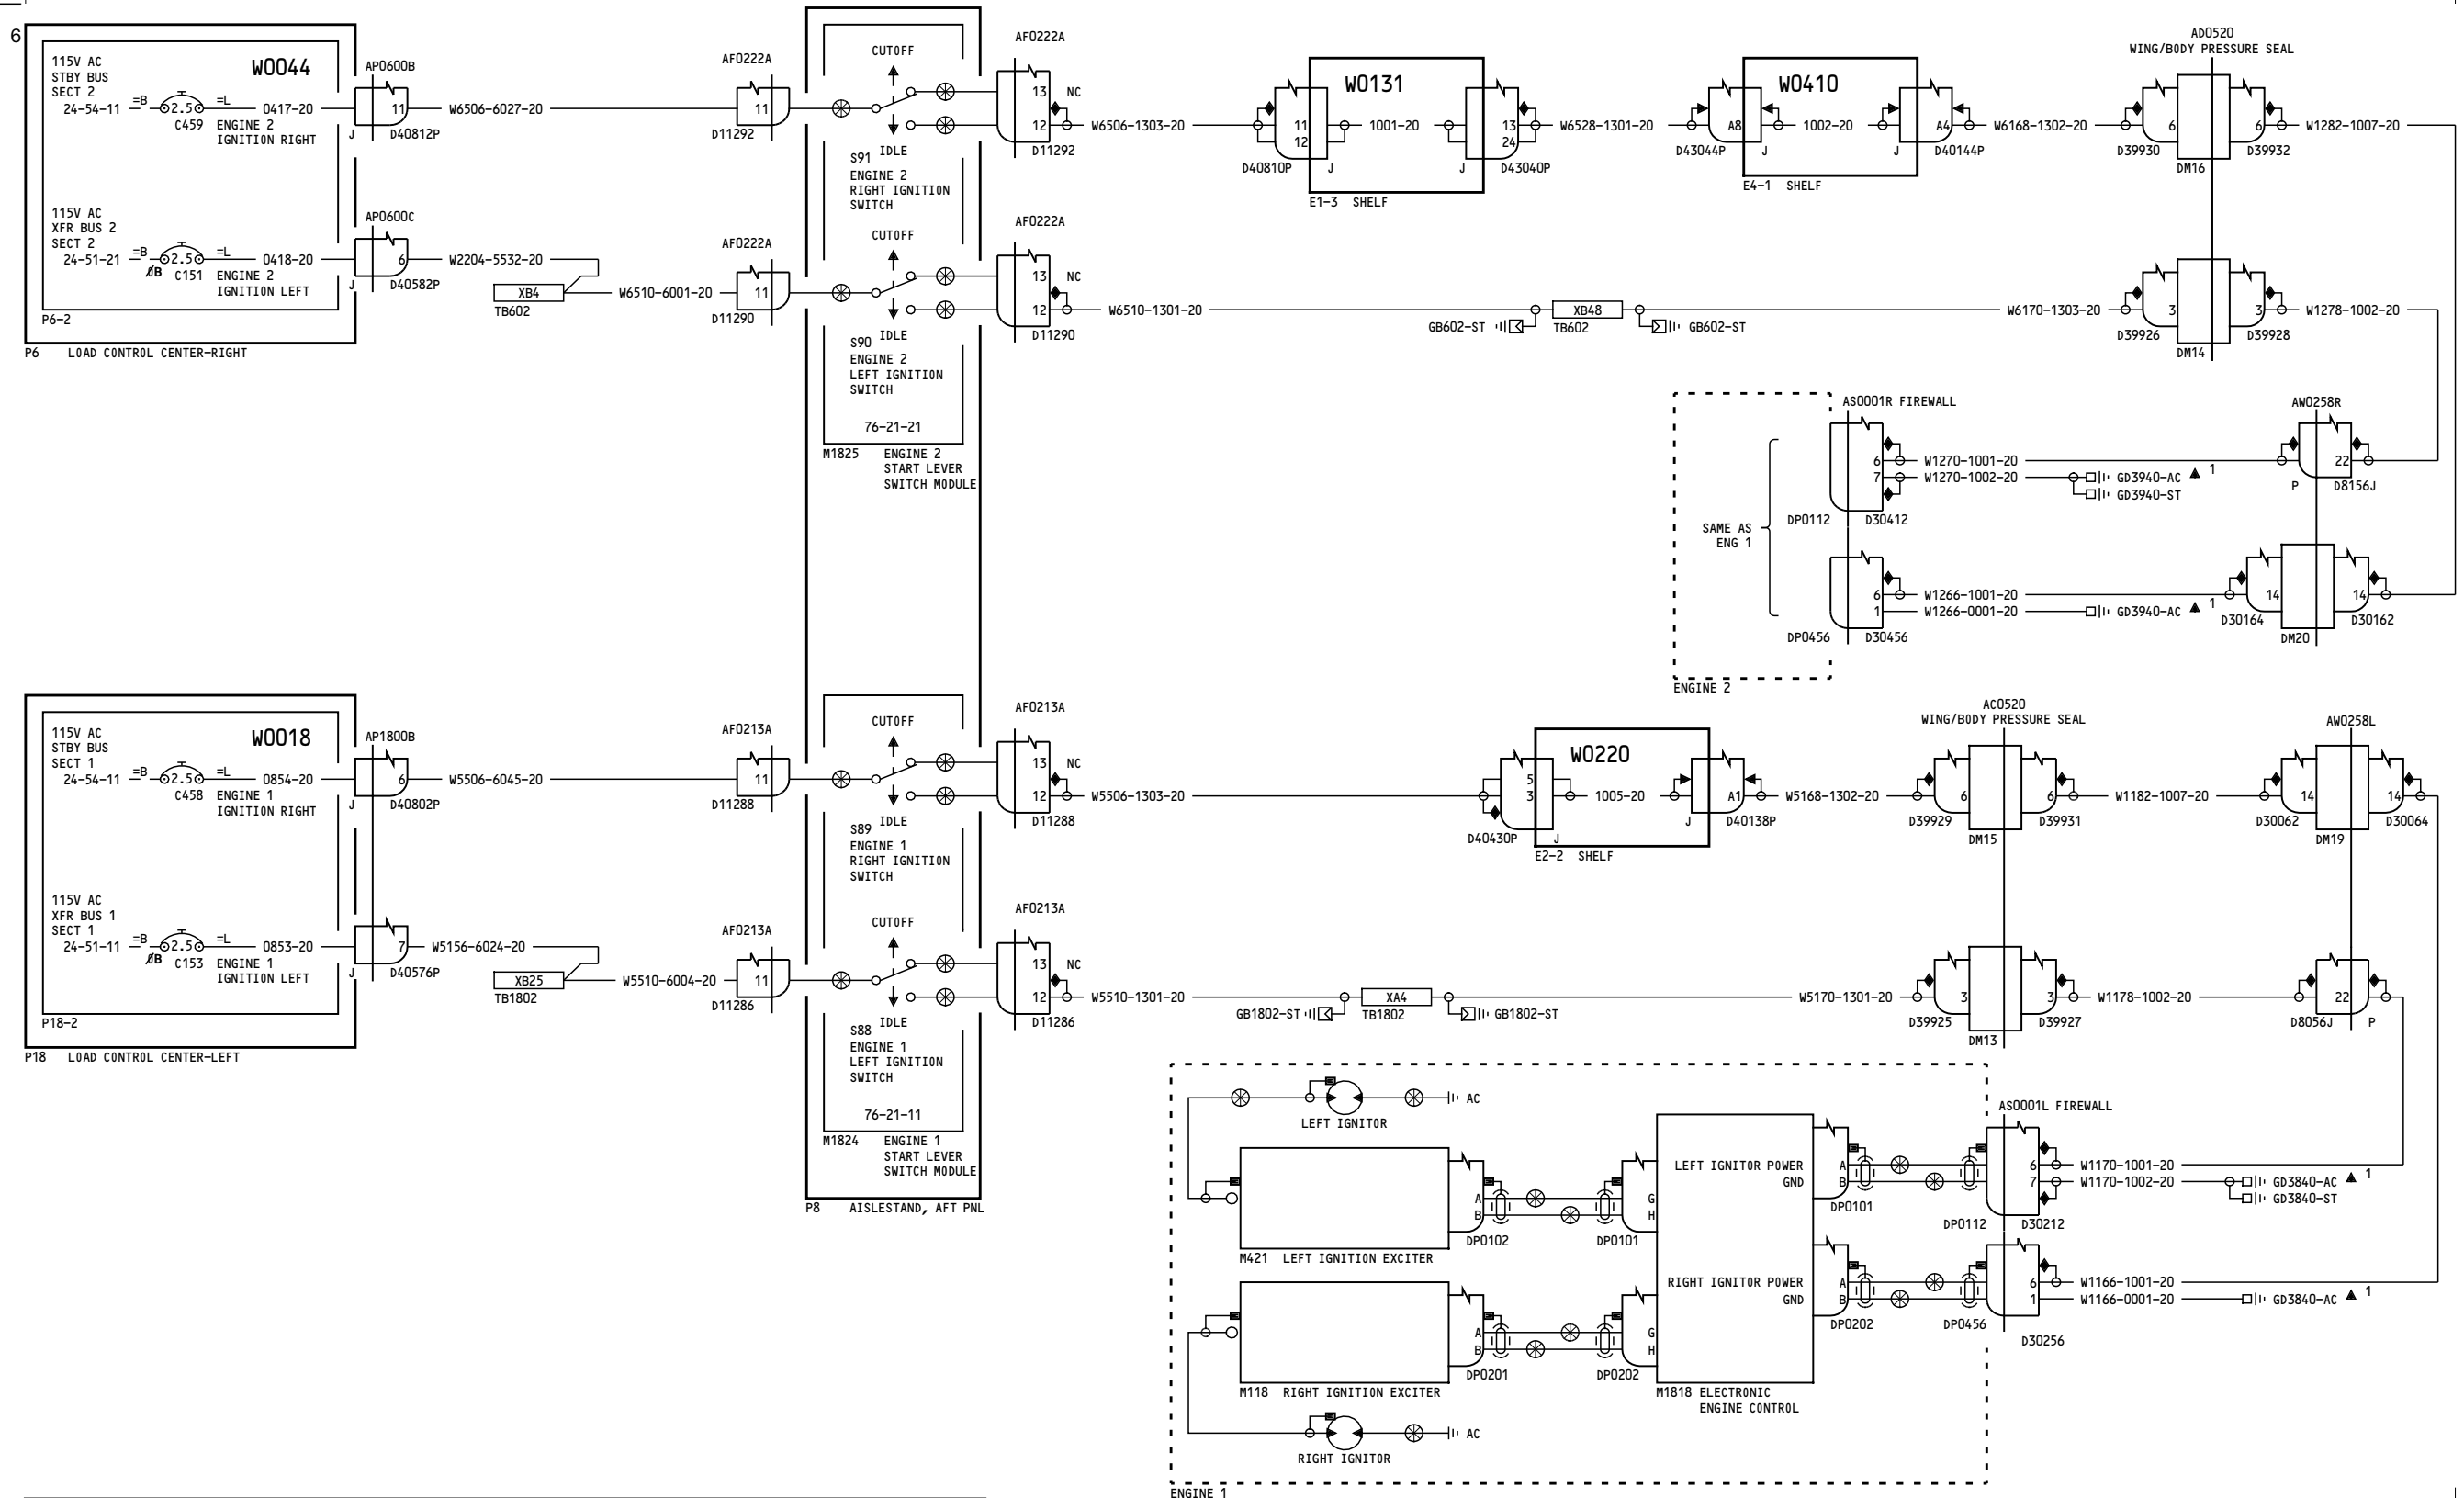 6
115V AC
STBY BUS
SECT 2
24-54-11
=B
2.5
=L
C459
ENGINE 2
IGNITION RIGHT
0417-20
W0044
AP0600B
11
J
D40812P
W6506-6027-20
AF0222A
11
D11292
CUTOFF
IDLE
S91
ENGINE 2
RIGHT IGNITION
SWITCH
AF0222A
13
NC
12
D11292
W6506-1303-20
11
12
D40810P
J
W0131
1001-20
E1-3 SHELF
J
13
24
D43040P
W6528-1301-20
A8
D43044P
J
W0410
1002-20
E4-1 SHELF
J
A4
D40144P
W6168-1302-20
AD0520
WING/BODY PRESSURE SEAL
6
D39930
DM16
6
D39932
W1282-1007-20
115V AC
XFR BUS 2
SECT 2
24-51-21
=B
ØB
2.5
=L
C151
ENGINE 2
IGNITION LEFT
0418-20
P6-2
P6 LOAD CONTROL CENTER-RIGHT
AP0600C
6
J
D40582P
W2204-5532-20
XB4
TB602
W6510-6001-20
AF0222A
11
D11290
CUTOFF
IDLE
S90
ENGINE 2
LEFT IGNITION
SWITCH
76-21-21
M1825 ENGINE 2
START LEVER
SWITCH MODULE
AF0222A
13
NC
12
D11290
W6510-1301-20
GB602-ST
XB48
TB602
GB602-ST
W6170-1303-20
3
D39926
DM14
3
D39928
W1278-1002-20
AS0001R FIREWALL
SAME AS
ENG 1
6
7
DP0112
D30412
W1270-1001-20
W1270-1002-20
GD3940-AC
1
GD3940-ST
AW0258R
22
P
D8156J
6
1
DP0456
D30456
W1266-1001-20
W1266-0001-20
GD3940-AC
1
14
D30164
DM20
14
D30162
ENGINE 2
115V AC
STBY BUS
SECT 1
24-54-11
=B
2.5
=L
C458
ENGINE 1
IGNITION RIGHT
0854-20
W0018
AP1800B
6
J
D40802P
W5506-6045-20
AF0213A
11
D11288
CUTOFF
IDLE
S89
ENGINE 1
RIGHT IGNITION
SWITCH
AF0213A
13
NC
12
D11288
W5506-1303-20
5
3
D40430P
J
W0220
1005-20
E2-2 SHELF
J
A1
D40138P
W5168-1302-20
AC0520
WING/BODY PRESSURE SEAL
6
D39929
DM15
6
D39931
W1182-1007-20
AW0258L
14
D30062
DM19
14
D30064
115V AC
XFR BUS 1
SECT 1
24-51-11
=B
ØB
2.5
=L
C153
ENGINE 1
IGNITION LEFT
0853-20
P18-2
P18 LOAD CONTROL CENTER-LEFT
7
J
D40576P
W5156-6024-20
XB25
TB1802
W5510-6004-20
AF0213A
11
D11286
CUTOFF
IDLE
S88
ENGINE 1
LEFT IGNITION
SWITCH
76-21-11
M1824 ENGINE 1
START LEVER
SWITCH MODULE
P8 AISLESTAND, AFT PNL
AF0213A
13
NC
12
D11286
W5510-1301-20
GB1802-ST
XA4
TB1802
GB1802-ST
W5170-1301-20
3
D39925
DM13
3
D39927
W1178-1002-20
22
D8056J
P
AC
LEFT IGNITOR
M421 LEFT IGNITION EXCITER
A
B
DP0102
G
H
DP0101
LEFT IGNITOR POWER
GND
A
B
DP0101
AS0001L FIREWALL
6
7
DP0112
D30212
W1170-1001-20
W1170-1002-20
GD3840-AC
1
GD3840-ST
M118 RIGHT IGNITION EXCITER
A
B
DP0201
G
H
DP0202
RIGHT IGNITOR POWER
GND
A
B
DP0202
6
1
DP0456
D30256
W1166-1001-20
W1166-0001-20
GD3840-AC
1
M1818 ELECTRONIC
ENGINE CONTROL
AC
RIGHT IGNITOR
ENGINE 1